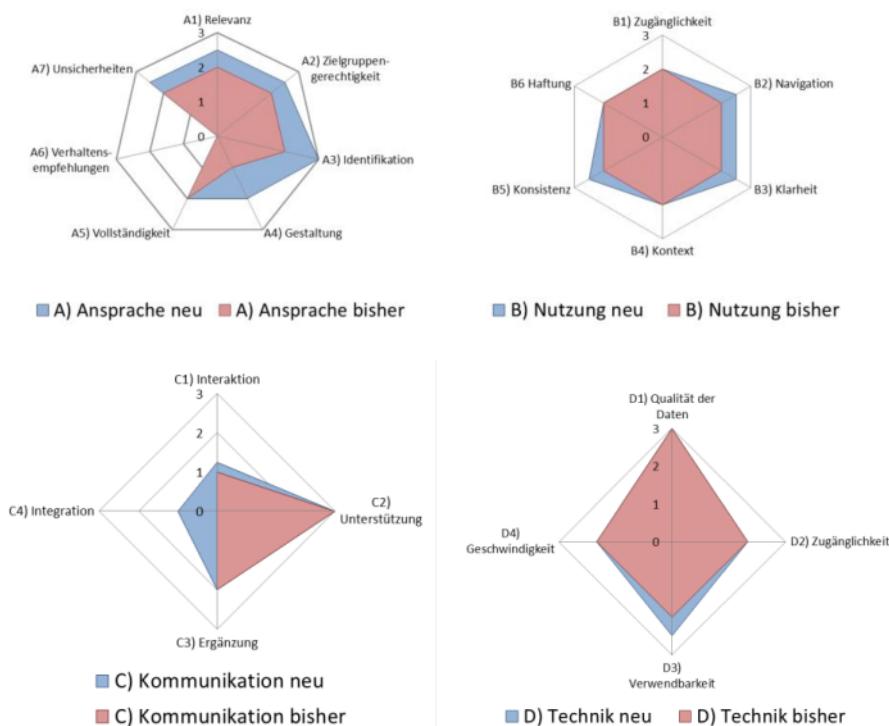 A1) Relevanz
3
A2) Zielgruppen-
gerechtigkeit
A7) Unsicherheiten
2
1
0
A6) Verhaltens-
empfehlungen
A3) Identifikation
A5) Vollständigkeit
A4) Gestaltung
A) Ansprache neu
A) Ansprache bisher
B1) Zugänglichkeit
3
B6 Haftung
2
B2) Navigation
1
0
B5) Konsistenz
B3) Klarheit
B4) Kontext
B) Nutzung neu
B) Nutzung bisher
C1) Interaktion
3
2
1
C4) Integration
0
C2)
Unterstützung
C3) Ergänzung
C) Kommunikation neu
C) Kommunikation bisher
D1) Qualität der
Daten
3
2
1
D4)
Geschwindigkeit
0
D2) Zugänglichkeit
D3)
Verwendbarkeit
D) Technik neu
D) Technik bisher